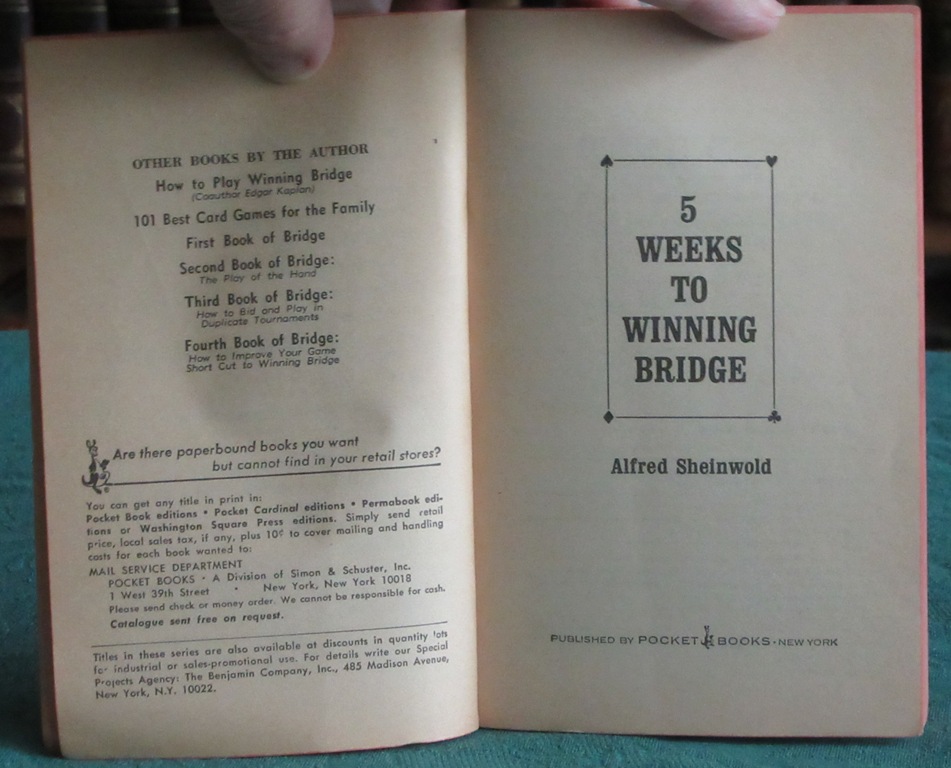 OTHER BOOKS BY THE AUTHOR
How to Play Winning Bridge
(Coauthor Edgar Kaplan)
101 Best Card Games for the Family
First Book of Bridge
Second Book of Bridge:
The Play of the Hand
Third Book of Bridge:
How to Bid and Play in
Duplicate Tournaments
Fourth Book of Bridge:
How to Improve Your Game
Short Cut to Winning Bridge
Are there paperbound books you want
but cannot find in your retail stores?
You can get any title in print in:
Pocket Book editions • Pocket Cardinal editions • Permabook edi-
tions or Washington Square Press editions. Simply send retail
price, local sales tax, if any, plus 10¢ to cover mailing and handling
costs for each book wanted to:
MAIL SERVICE DEPARTMENT
POCKET BOOKS • A Division of Simon & Schuster, Inc.
1 West 39th Street • New York, New York 10018
Please send check or money order. We cannot be responsible for cash.
Catalogue sent free on request.
Titles in these series are also available at discounts in quantity lots
for industrial or sales-promotional use. For details write our Special
Projects Agency: The Benjamin Company, Inc., 485 Madison Avenue,
New York, N.Y. 10022.
5
WEEKS
TO
WINNING
BRIDGE
Alfred Sheinwold
PUBLISHED BY POCKET BOOKS • NEW YORK